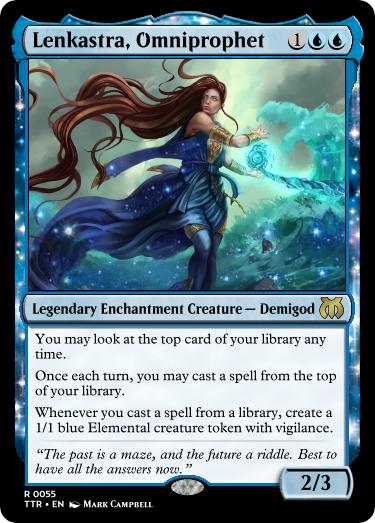 Lenkastra, Omniprophet 1
Legendary Enchantment Creature — Demigod
You may look at the top card of your library any
time.
Once each turn, you may cast a spell from the top
of your library.
Whenever you cast a spell from a library, create a
1/1 blue Elemental creature token with vigilance.
“The past is a maze, and the future a riddle. Best to
have all the answers now.”
2/3
R 0055
TTR • EN Mark Campbell